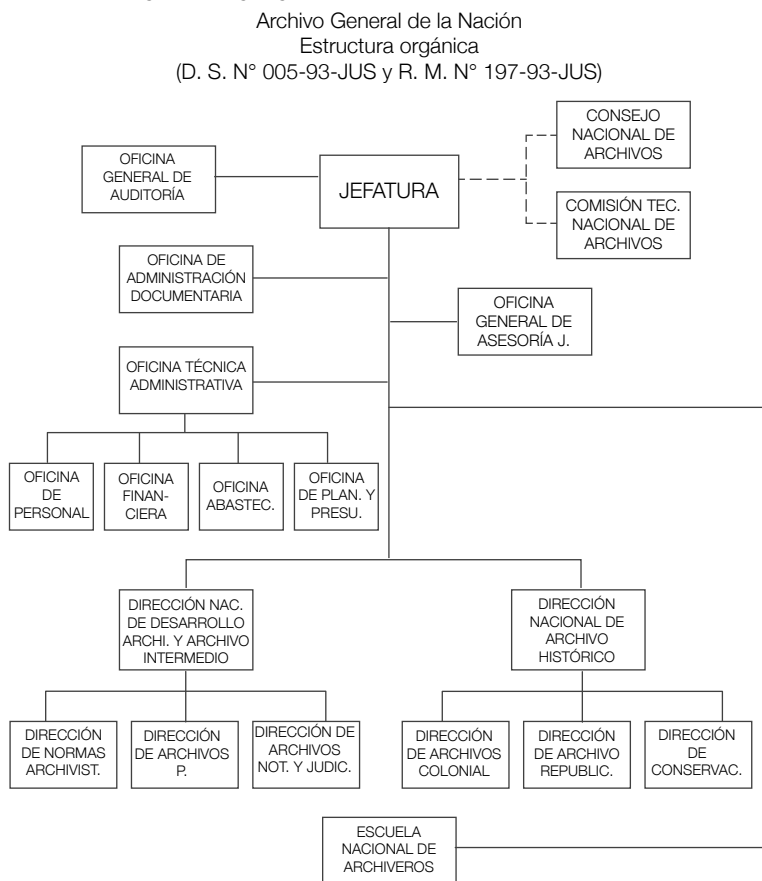 Archivo General de la Nación
Estructura orgánica
(D. S. N° 005-93-JUS y R. M. N° 197-93-JUS)
CONSEJO
NACIONAL DE
ARCHIVOS
OFICINA
GENERAL DE
AUDITORÍA
JEFATURA
COMISIÓN TEC.
NACIONAL DE
ARCHIVOS
OFICINA DE
ADMINISTRACIÓN
DOCUMENTARIA
OFICINA
GENERAL DE
ASESORÍA J.
OFICINA TÉCNICA
ADMINISTRATIVA
OFICINA
DE
PERSONAL
OFICINA
FINAN-
CIERA
OFICINA
ABASTEC.
OFICINA
DE PLAN. Y
PRESU.
DIRECCIÓN NAC.
DE DESARROLLO
ARCHI. Y ARCHIVO
INTERMEDIO
DIRECCIÓN
NACIONAL DE
ARCHIVO
HISTÓRICO
DIRECCIÓN
DE NORMAS
ARCHIVIST.
DIRECCIÓN
DE ARCHIVOS
P.
DIRECCIÓN DE
ARCHIVOS
NOT. Y JUDIC.
DIRECCIÓN
DE ARCHIVOS
COLONIAL
DIRECCIÓN
DE ARCHIVO
REPUBLIC.
DIRECCIÓN
DE
CONSERVAC.
ESCUELA
NACIONAL DE
ARCHIVEROS